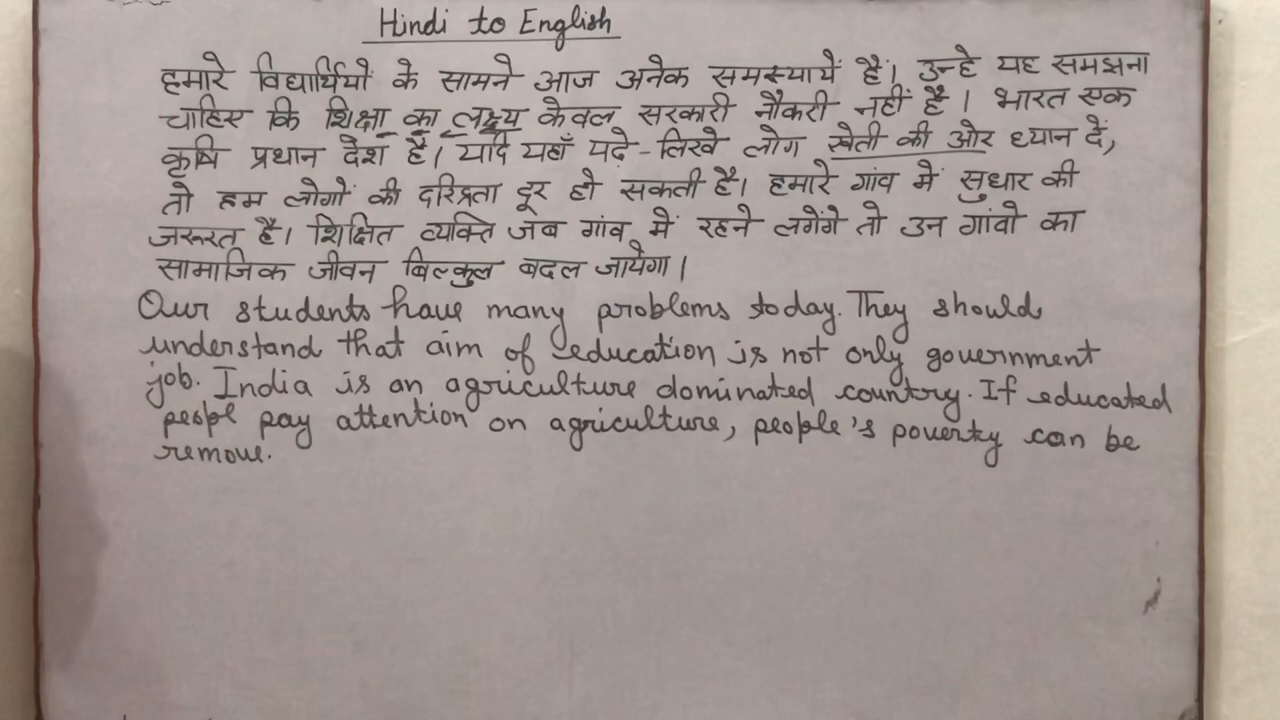 Hindi to English
हमारे विद्यार्थियों के सामने आज अनेक समस्यायें हैं। उन्हे यह समझना
चाहिए कि शिक्षा का लक्ष्य केवल सरकारी नौकरी नहीं है। भारत एक
कृषि प्रधान देश है। यदि यहाँ पढे-लिखे लोग खेती की ओर ध्यान दें,
तो हम लोगों की दरिद्रता दूर हो सकती है। हमारे गांव में सुधार की
जरूरत है। शिक्षित व्यक्ति जब गांव में रहने लगेंगे तो उन गांवो का
सामाजिक जीवन बिल्कुल बदल जायेगा।
Our students have many problems today. They should
understand that aim of education is not only government
job. India is an agriculture dominated country. If educated
peopl pay attention on agriculture, people's poverty can be
remove.